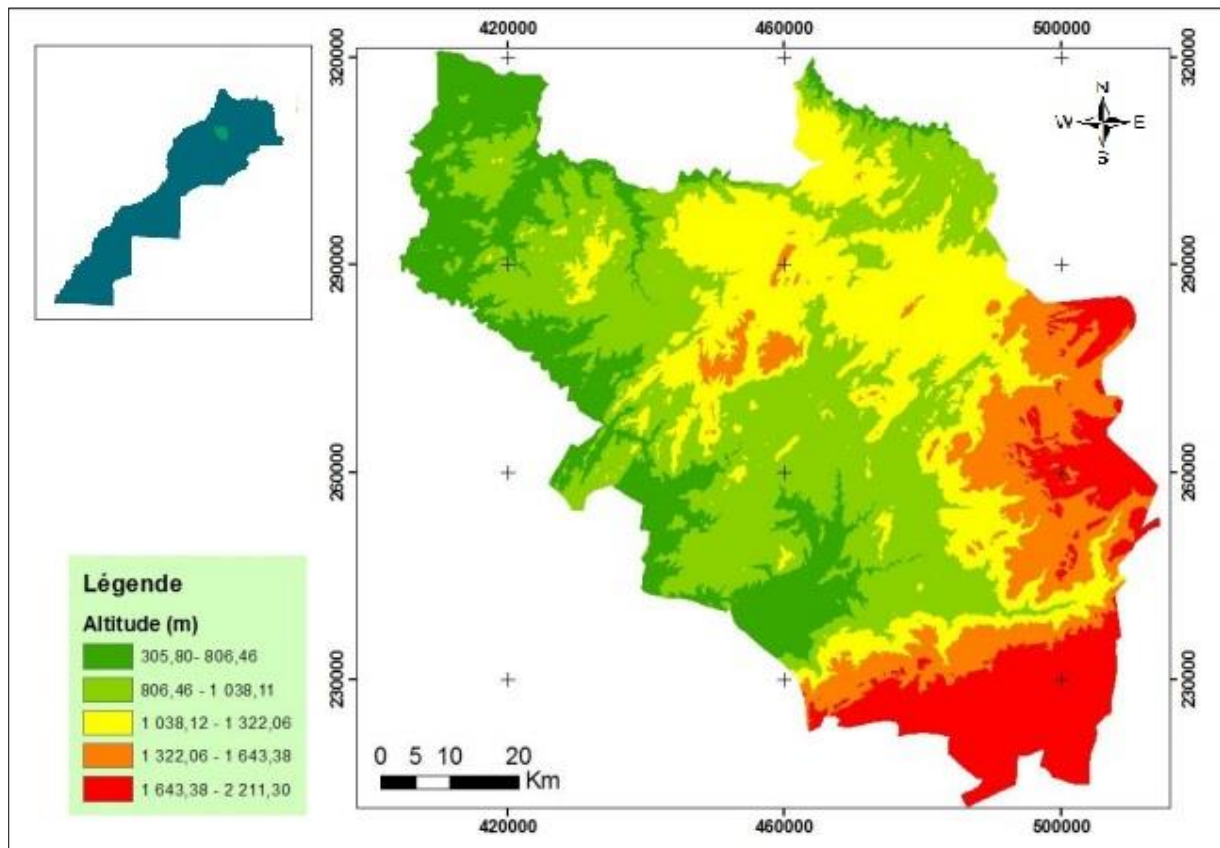 420000 460000 500000
320000 320000
N
W E
S
290000 290000
260000 260000
Légende
Altitude (m)
305,80- 806,46
806,46 - 1 038,11
1 038,12 - 1 322,06
1 322,06 - 1 643,38
1 643,38 - 2 211,30
230000 230000
0 5 10 20
Km
420000 460000 500000